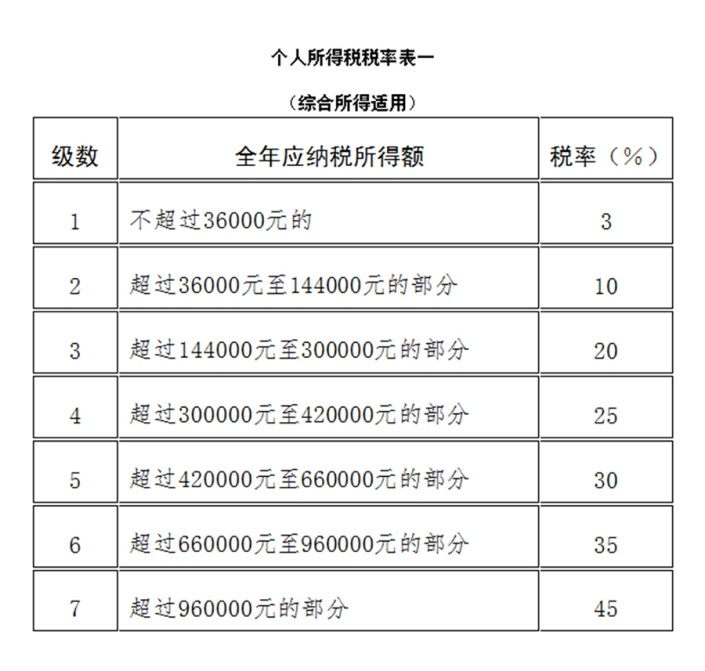 个人所得税税率表一
（综合所得适用）
级数 全年应纳税所得额 税率（%）
1 不超过36000元的 3
2 超过36000元至144000元的部分 10
3 超过144000元至300000元的部分 20
4 超过300000元至420000元的部分 25
5 超过420000元至660000元的部分 30
6 超过660000元至960000元的部分 35
7 超过960000元的部分 45